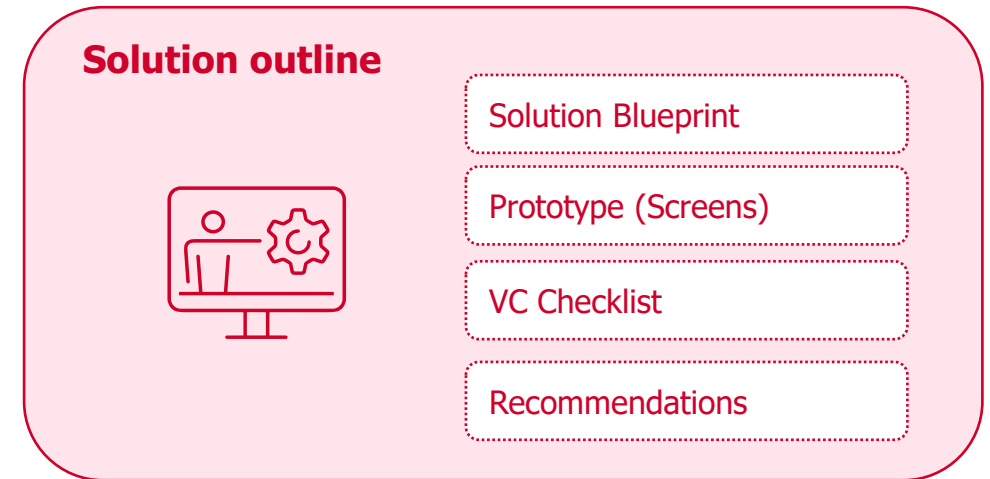 Solution outline
Solution Blueprint
Prototype (Screens)
VC Checklist
Recommendations